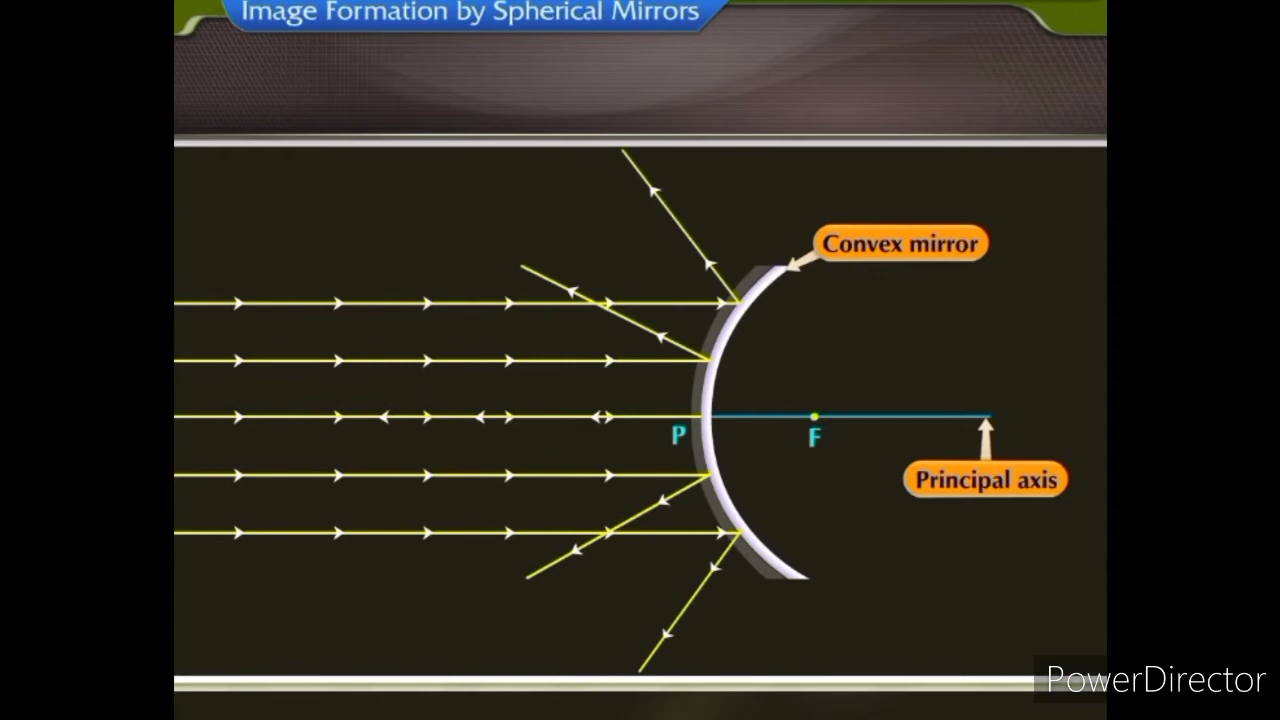 Image Formation by Spherical Mirrors
Convex mirror
P
F
Principal axis
PowerDirector